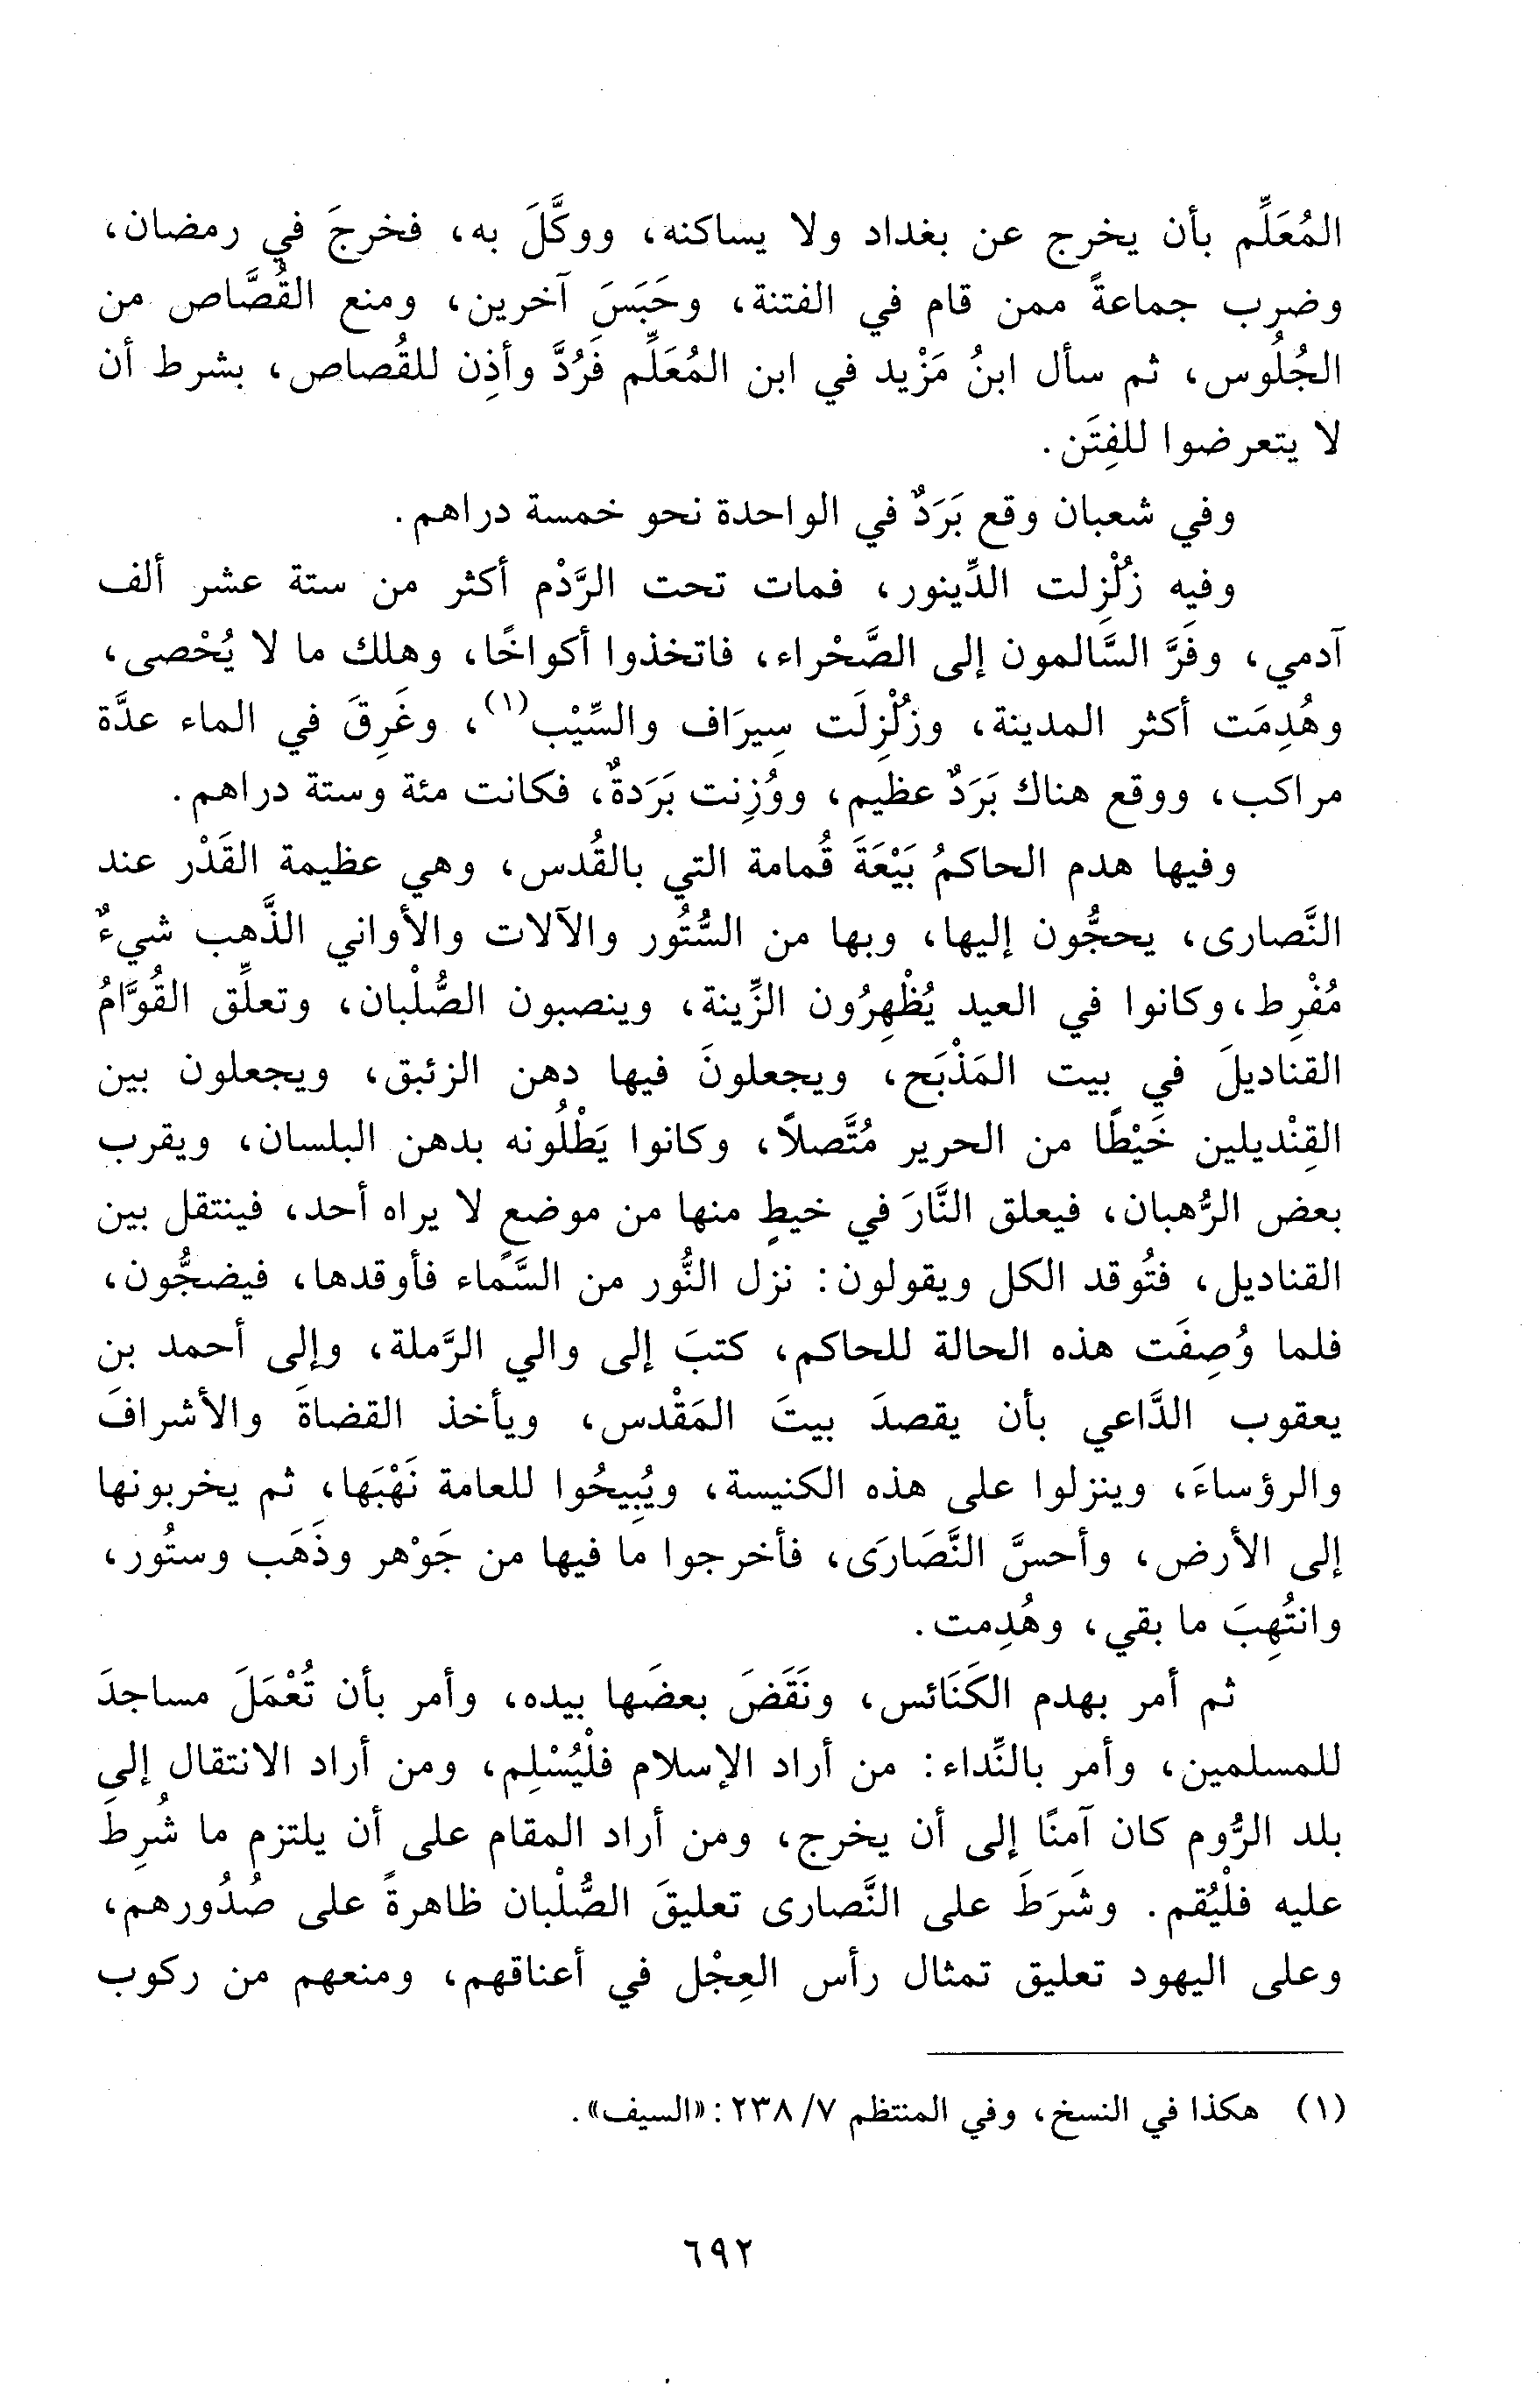 المُعَلِّم بأن يخرج عن بغداد ولا يساكنه، ووكَّلَ به، فخرجَ في رمضان،
وضرب جماعةً ممن قام في الفتنة، وحَبَسَ آخرين، ومنع القُصَّاص من
الجُلُوس، ثم سأل ابنُ مَزْيد في ابن المُعَلِّم فَرُدَّ وأذِن للقُصاص، بشرط أن
لا يتعرضوا للفِتَن.
وفي شعبان وقع بَرَدٌ في الواحدة نحو خمسة دراهم.
وفيه زُلْزِلت الدِّينور، فمات تحت الرَّدْم أكثر من ستة عشر ألف
آدمي، وفَرَّ السَّالمون إلى الصَّحْراء، فاتخذوا أكواخًا، وهلك ما لا يُحْصى،
وهُدِمَت أكثر المدينة، وزُلْزِلَت سِيرَاف والسِّيْب(١)، وغَرِقَ في الماء عدَّة
مراكب، ووقع هناك بَرَدٌ عظيم، ووُزِنت بَرَدةٌ، فكانت مئة وستة دراهم.
وفيها هدم الحاكمُ بَيْعَةَ قُمامة التي بالقُدس، وهي عظيمة القَدْر عند
النَّصارى، يحجُّون إليها، وبها من السُّتُور والآلات والأواني الذَّهب شيءٌ
مُفْرِط، وكانوا في العيد يُظْهِرُون الزِّينة، وينصبون الصُّلْبان، وتعلِّق القُوَّامُ
القناديلَ في بيت المَذْبَح، ويجعلونَ فيها دهن الزئبق، ويجعلون بين
القِنْديلين خَيْطًا من الحرير مُتَّصلاً، وكانوا يَطْلُونه بدهن البلسان، ويقرب
بعض الرُّهبان، فيعلق النَّارَ في خيطٍ منها من موضعٍ لا يراه أحد، فينتقل بين
القناديل، فتُوقد الكل ويقولون: نزل النُّور من السَّماء فأوقدها، فيضجُّون،
فلما وُصِفَت هذه الحالة للحاكم، كتبَ إلى والي الرَّملة، وإلى أحمد بن
يعقوب الدَّاعي بأن يقصدَ بيتَ المَقْدس، ويأخذ القضاةَ والأشرافَ
والرؤساءَ، وينزلوا على هذه الكنيسة، ويُبِيحُوا للعامة نَهْبَها، ثم يخربونها
إلى الأرض، وأحسَّ النَّصَارَى، فأخرجوا ما فيها من جَوْهر وذَهَب وستُور،
وانتُهِبَ ما بقي، وهُدِمت.
ثم أمر بهدم الكَنَائس، ونَقَضَ بعضَها بيده، وأمر بأن تُعْمَلَ مساجدَ
للمسلمين، وأمر بالنِّداء: من أراد الإسلام فلْيُسْلِم، ومن أراد الانتقال إلى
بلد الرُّوم كان آمنًا إلى أن يخرج، ومن أراد المقام على أن يلتزم ما شُرِطَ
عليه فلْيُقم. وشَرَطَ على النَّصارى تعليقَ الصُّلْبان ظاهرةً على صُدُورهم،
وعلى اليهود تعليق تمثال رأس العِجْل في أعناقهم، ومنعهم من ركوب
(١) هكذا في النسخ، وفي المنتظم ٧/ ٢٣٨: «السيف».
٦٩٢